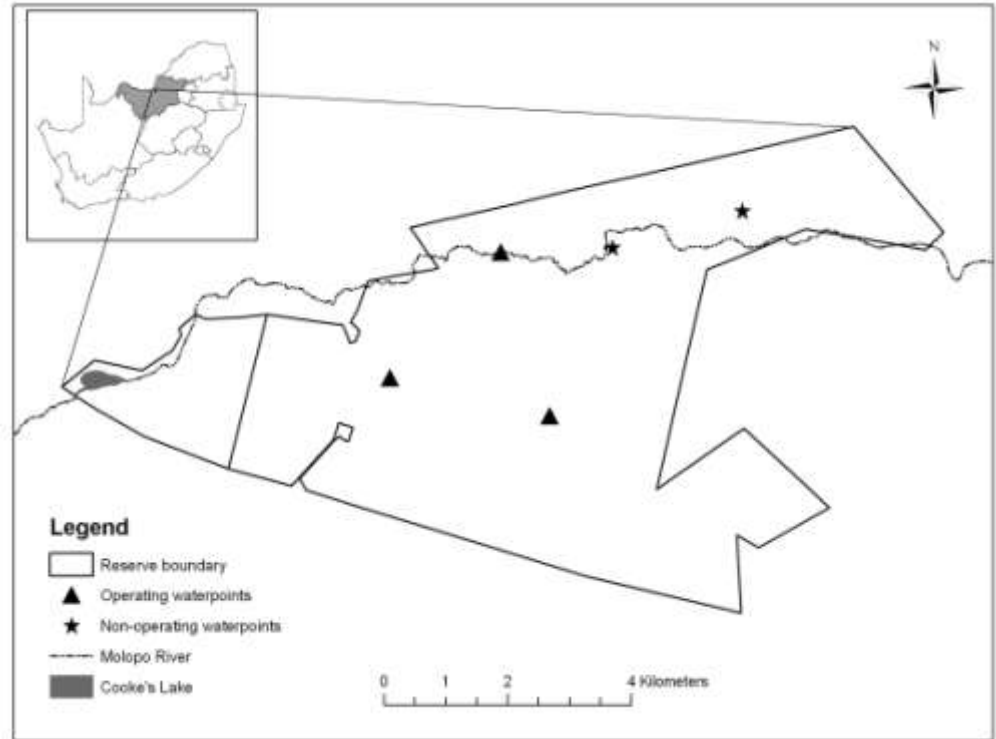 N
Legend
Reserve boundary
Operating waterpoints
Non-operating waterpoints
Molopo River
Cooke's Lake
0 1 2 4 Kilometers